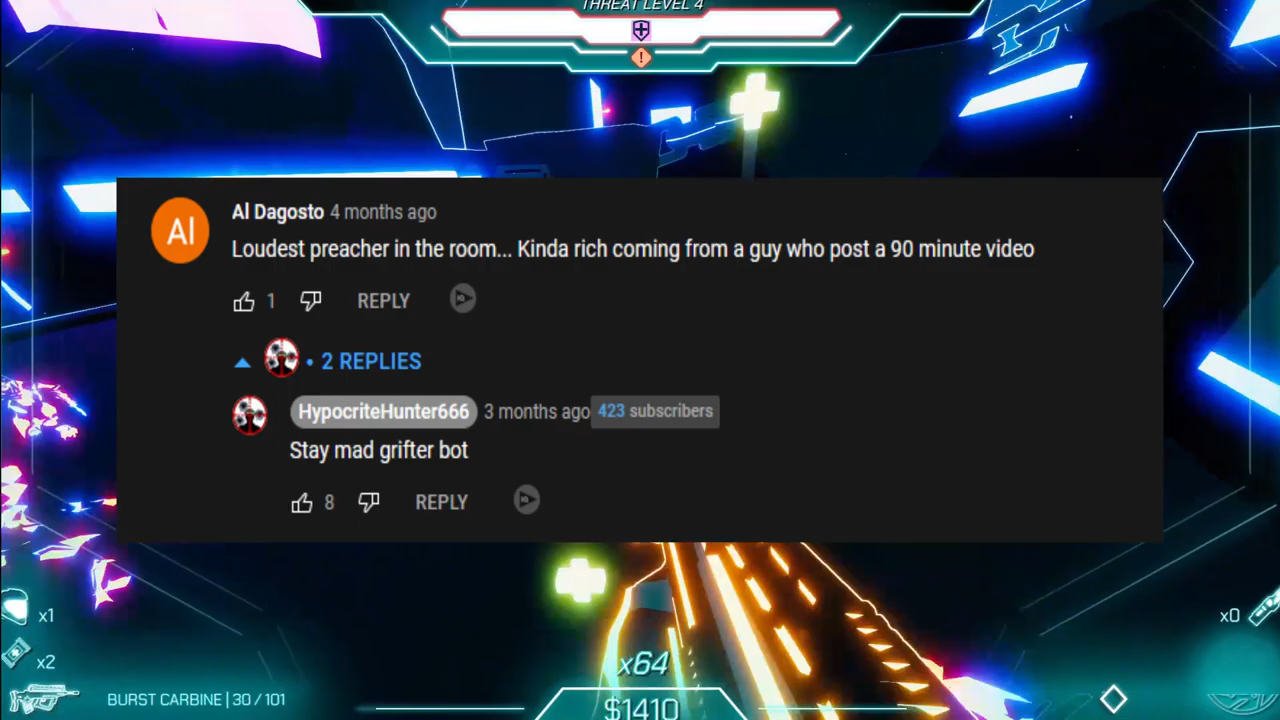 THREAT LEVEL 4
Al Dagosto 4 months ago
Al
Loudest preacher in the room... Kinda rich coming from a guy who post a 90 minute video
1 REPLY
2 REPLIES
HypocriteHunter666 3 months ago 423 subscribers
Stay mad grifter bot
8 REPLY
x1
x0
x2
x64
BURST CARBINE | 30 / 101
$1410